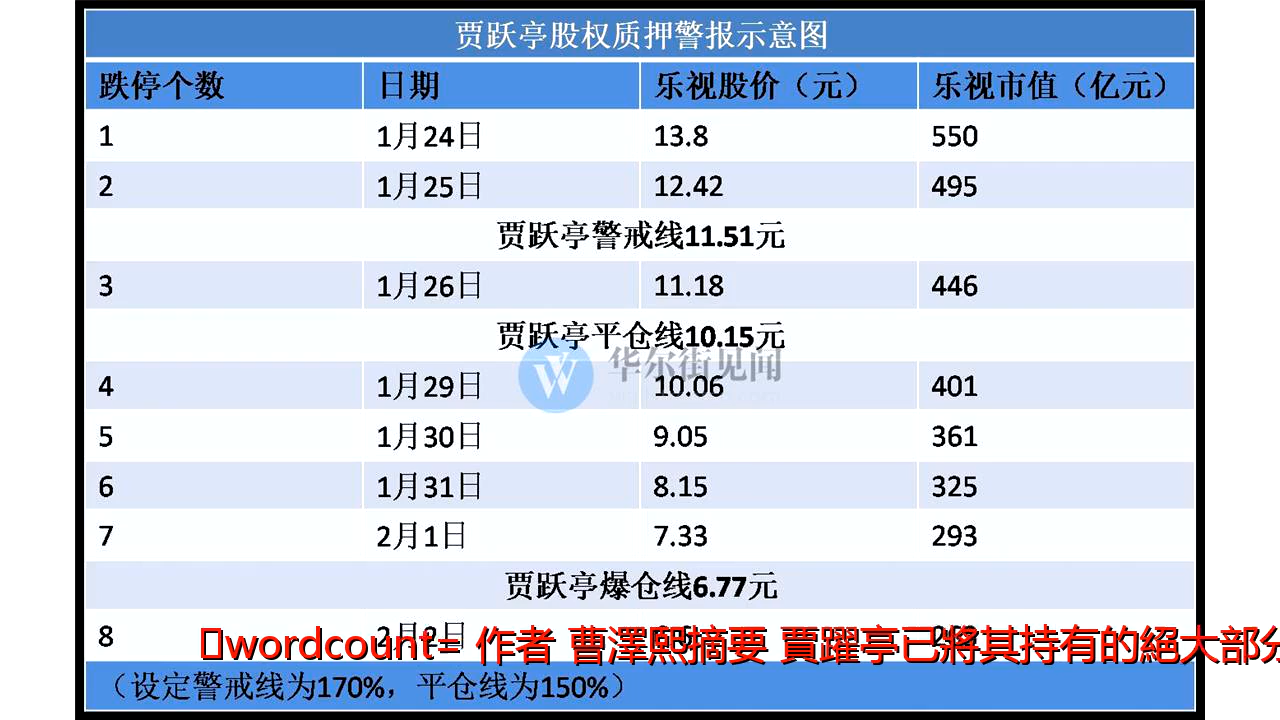 贾跃亭股权质押警报示意图
跌停个数 日期 乐视股价（元） 乐视市值（亿元）
1 1月24日 13.8 550
2 1月25日 12.42 495
贾跃亭警戒线11.51元
3 1月26日 11.18 446
贾跃亭平仓线10.15元
华尔街见闻
4 1月29日 10.06 401
5 1月30日 9.05 361
6 1月31日 8.15 325
7 2月1日 7.33 293
贾跃亭爆仓线6.77元
8 2月2日
wordcount= 作者 曹澤熙摘要 賈躍亭已將其持有的絕大部分
（设定警戒线为170%，平仓线为150%）